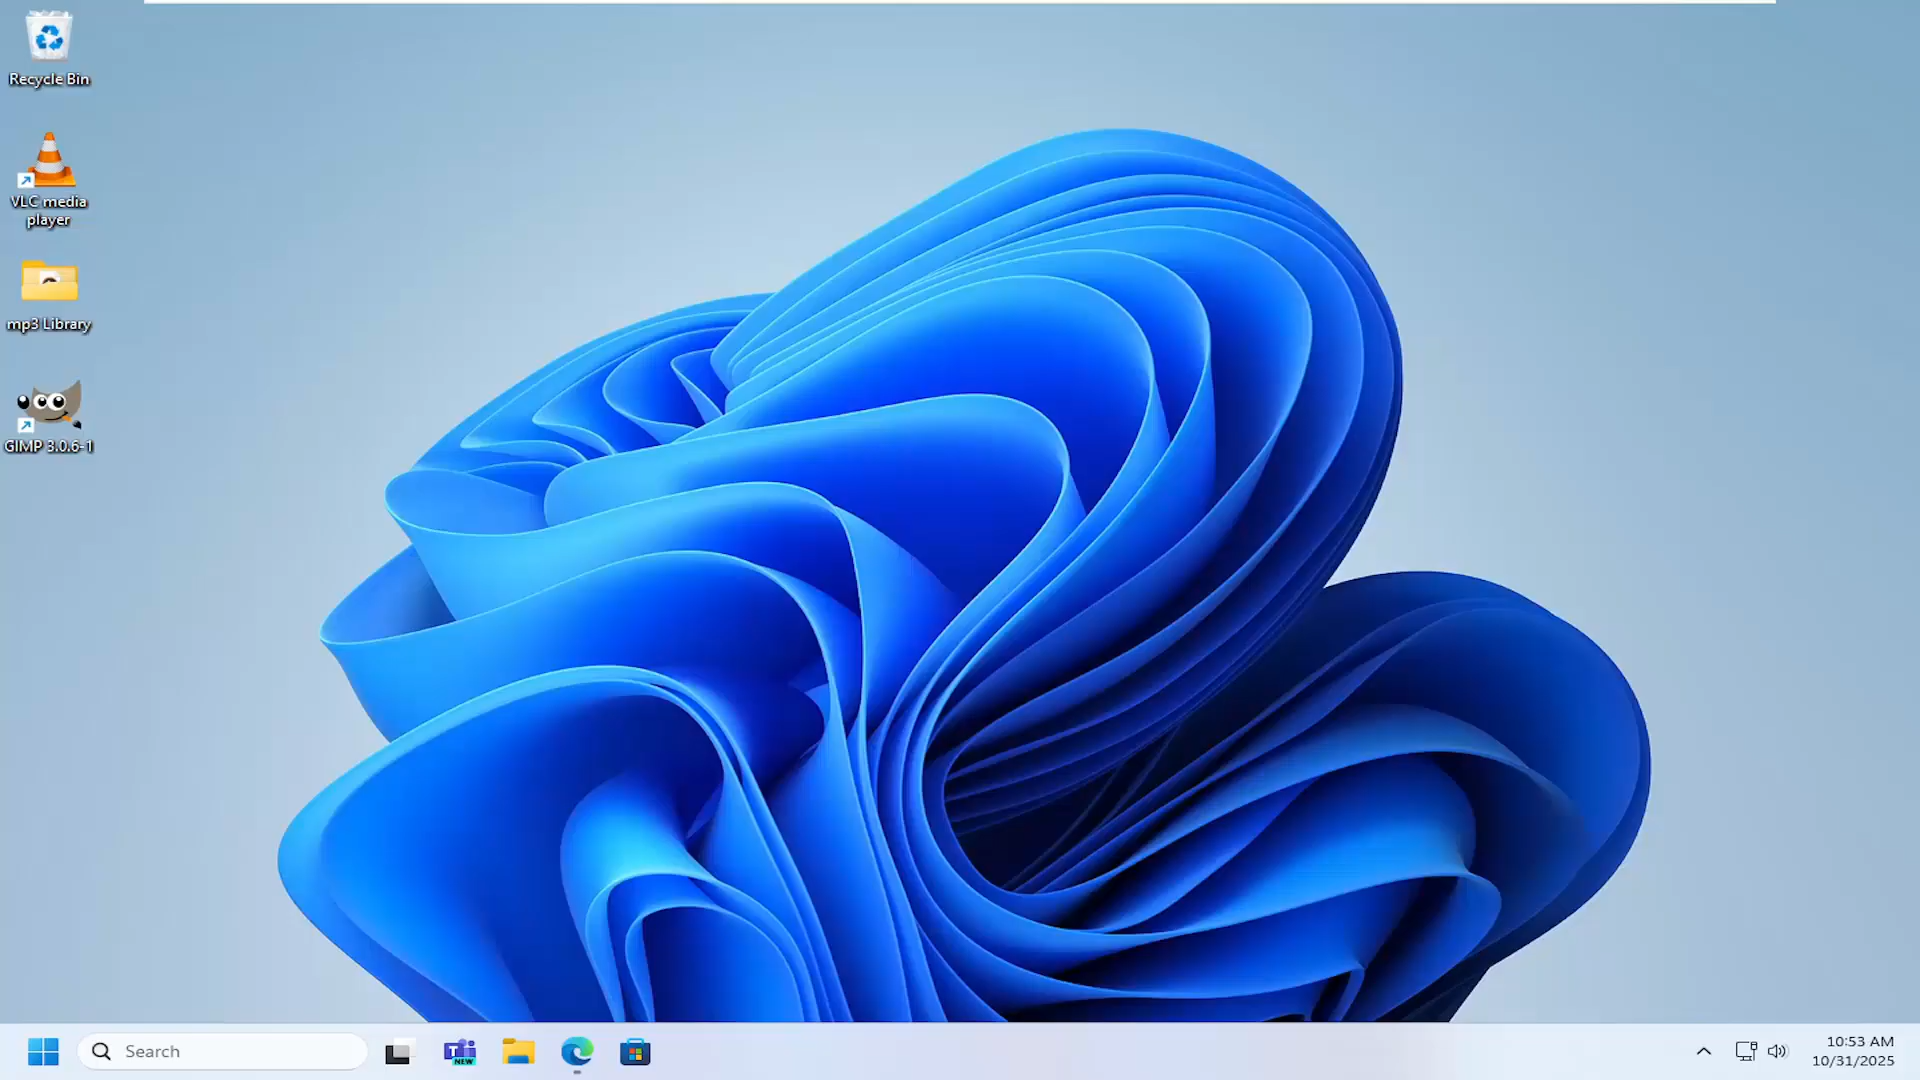 Recycle Bin
VLC media
player
mp3 Library
GIMP 3.0.6-1
Search
T
NEW
10:53 AM
10/31/2025